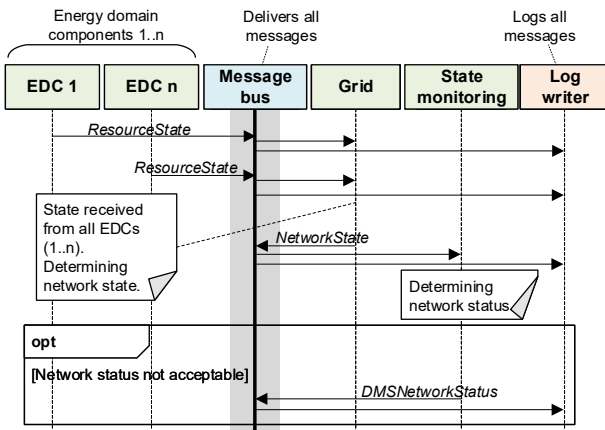 Energy domain
components 1..n
Delivers all
messages
Logs all
messages
EDC 1
EDC n
Message
bus
Grid
State
monitoring
Log
writer
ResourceState
ResourceState
State received
from all EDCs
(1..n).
Determining
network state.
NetworkState
Determining
network status
opt
[Network status not acceptable]
DMSNetworkStatus